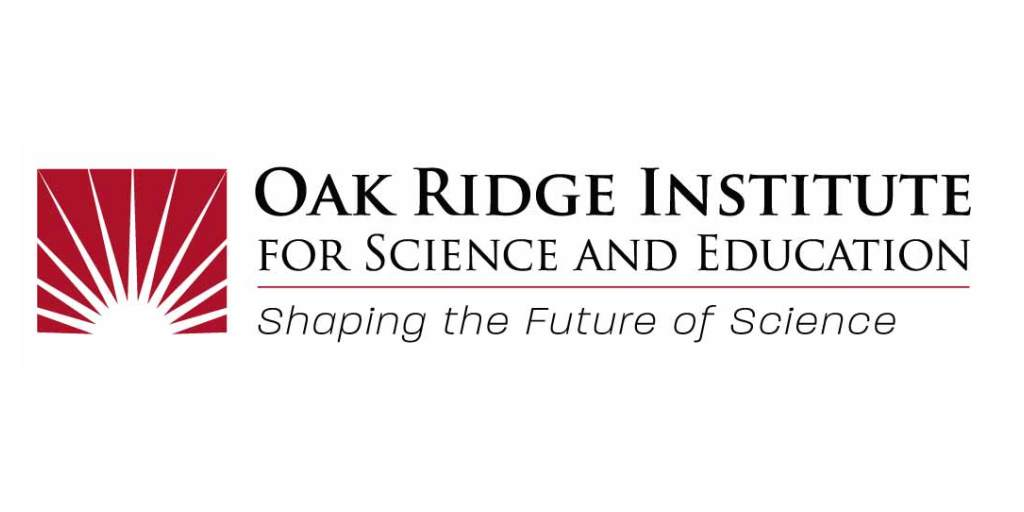 Oak Ridge Institute
for Science and Education
Shaping the Future of Science